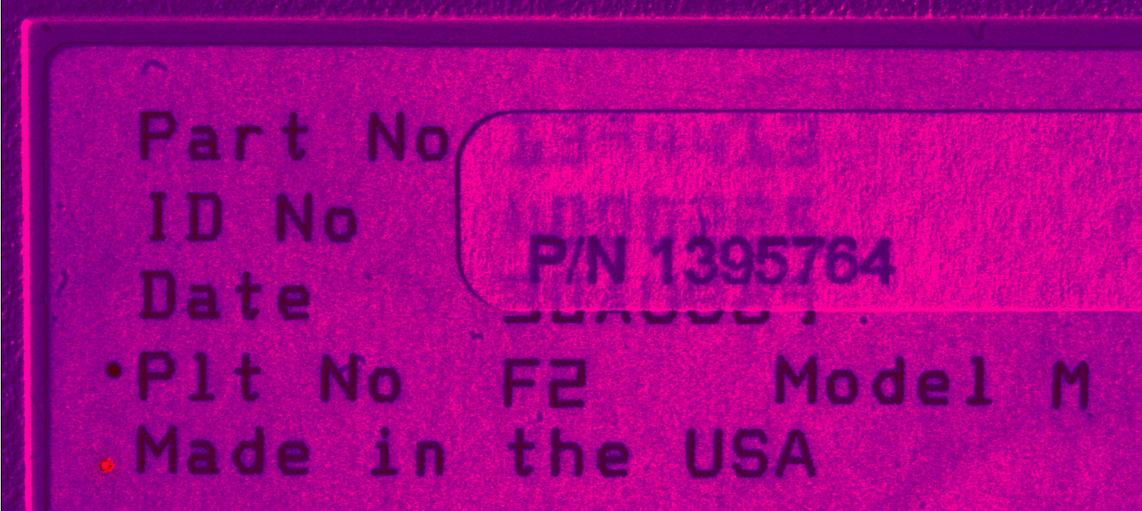 Part No
ID No
P/N 1395764
Date
Plt No F2 Model M
Made in the USA